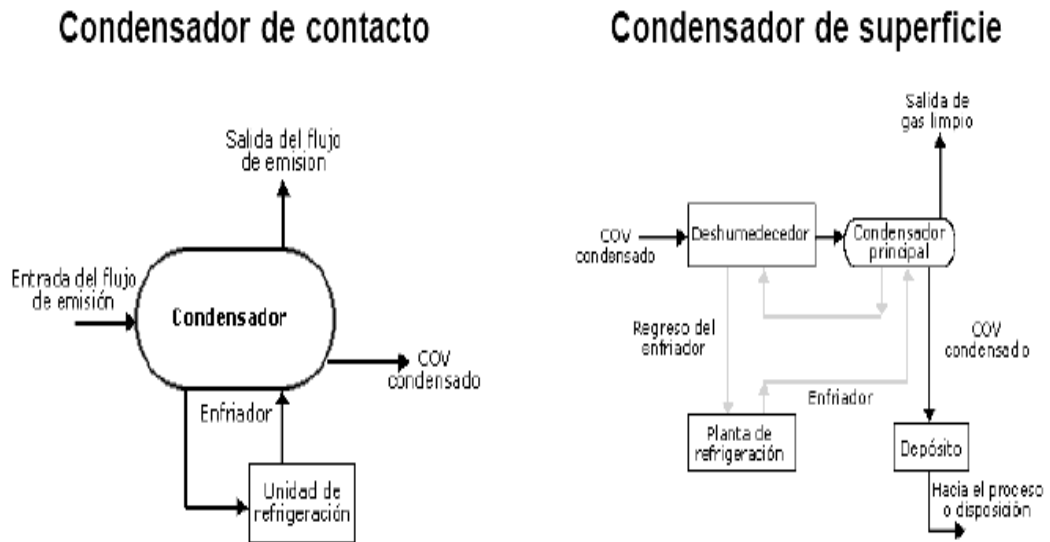 Condensador de contacto
Salida del flujo
de emisión
Entrada del flujo
de emisión
Condensador
COV
condensado
Enfriador
Unidad de
refrigeración
Condensador de superficie
Salida de
gas limpio
COV
condensado
Deshumedecedor
Condensador
principal
Regreso del
enfriador
COV
condensado
Enfriador
Planta de
refrigeración
Depósito
Hacia el proceso
o disposición